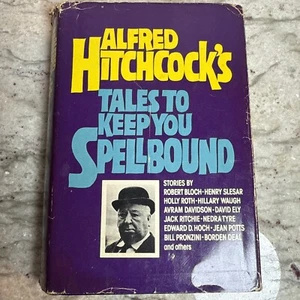 ALFRED
HITCHCOCK'S
TALES TO
KEEP YOU
SPELLBOUND
STORIES BY
ROBERT BLOCH • HENRY SLESAR
HOLLY ROTH • HILLARY WAUGH
AVRAM DAVIDSON • DAVID ELY
JACK RITCHIE • NEDRA TYRE
EDWARD D. HOCH • JEAN POTTS
BILL PRONZINI • BORDEN DEAL
and others